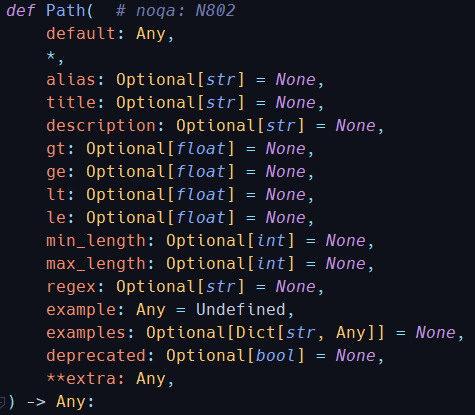 def Path(  # noqa: N802
    default: Any,
    *,
    alias: Optional[str] = None,
    title: Optional[str] = None,
    description: Optional[str] = None,
    gt: Optional[float] = None,
    ge: Optional[float] = None,
    lt: Optional[float] = None,
    le: Optional[float] = None,
    min_length: Optional[int] = None,
    max_length: Optional[int] = None,
    regex: Optional[str] = None,
    example: Any = Undefined,
    examples: Optional[Dict[str, Any]] = None,
    deprecated: Optional[bool] = None,
    **extra: Any,
) -> Any: